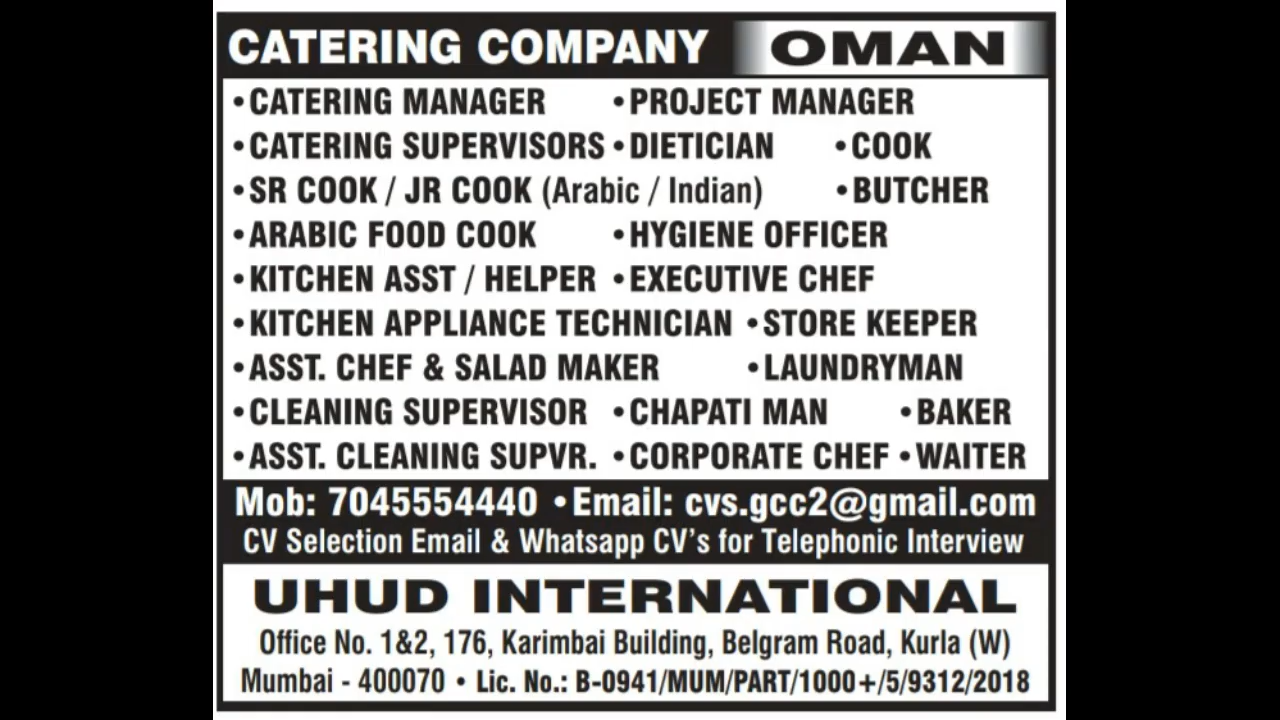 CATERING COMPANY OMAN
•CATERING MANAGER •PROJECT MANAGER
•CATERING SUPERVISORS •DIETICIAN •COOK
•SR COOK / JR COOK (Arabic / Indian) •BUTCHER
•ARABIC FOOD COOK •HYGIENE OFFICER
•KITCHEN ASST / HELPER •EXECUTIVE CHEF
•KITCHEN APPLIANCE TECHNICIAN •STORE KEEPER
•ASST. CHEF & SALAD MAKER •LAUNDRYMAN
•CLEANING SUPERVISOR •CHAPATI MAN •BAKER
•ASST. CLEANING SUPVR. •CORPORATE CHEF •WAITER
Mob: 7045554440 •Email: cvs.gcc2@gmail.com
CV Selection Email & Whatsapp CV's for Telephonic Interview
UHUD INTERNATIONAL
Office No. 1&2, 176, Karimbai Building, Belgram Road, Kurla (W)
Mumbai - 400070 • Lic. No.: B-0941/MUM/PART/1000+/5/9312/2018